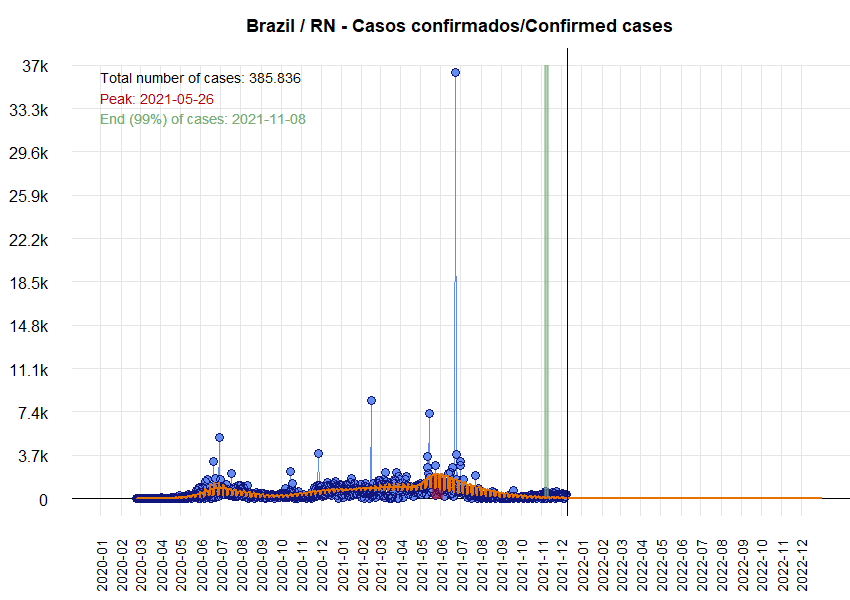 Brazil / RN - Casos confirmados/Confirmed cases
37k
Total number of cases: 385.836
Peak: 2021-05-26
33.3k
End (99%) of cases: 2021-11-08
29.6k
25.9k
22.2k
18.5k
14.8k
11.1k
7.4k
3.7k
0
2020-01
2020-02
2020-03
2020-04
2020-05
2020-06
2020-07
2020-08
2020-09
2020-10
2020-11
2020-12
2021-01
2021-02
2021-03
2021-04
2021-05
2021-06
2021-07
2021-08
2021-09
2021-10
2021-11
2021-12
2022-01
2022-02
2022-03
2022-04
2022-05
2022-06
2022-07
2022-08
2022-09
2022-10
2022-11
2022-12